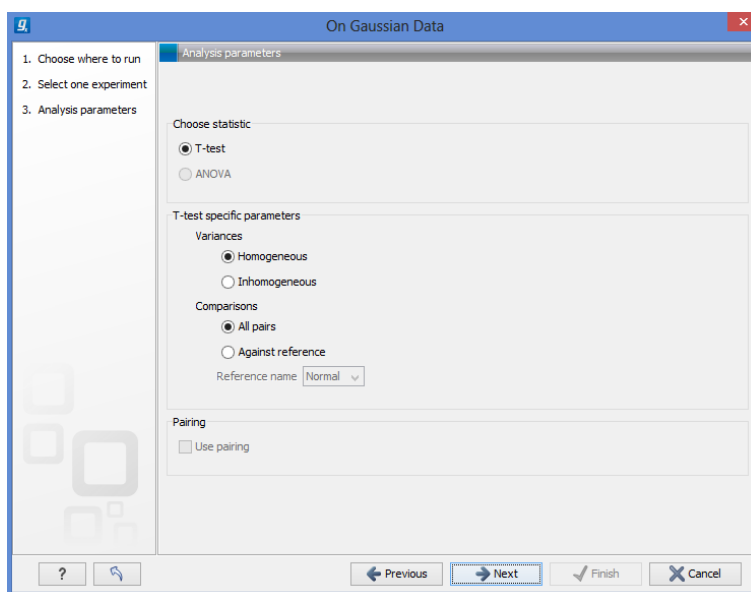 On Gaussian Data
1. Choose where to run
2. Select one experiment
3. Analysis parameters
Analysis parameters
Choose statistic
T-test
ANOVA
T-test specific parameters
Variances
Homogeneous
Inhomogeneous
Comparisons
All pairs
Against reference
Reference name Normal
Pairing
Use pairing
? Previous Next Finish Cancel